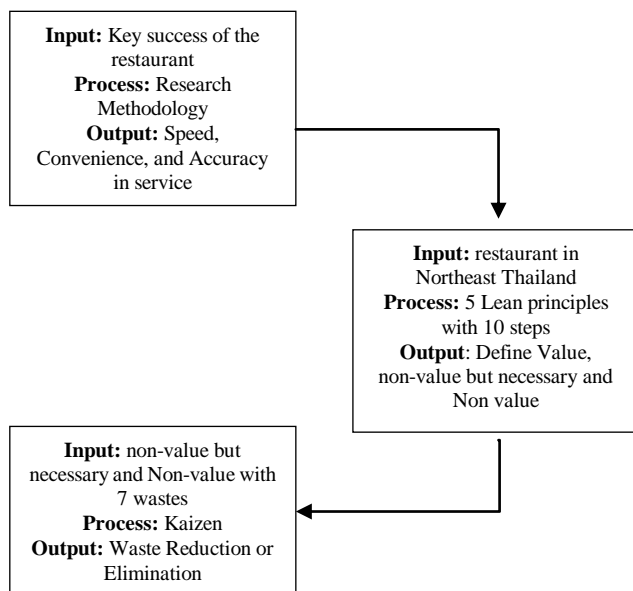 Input: Key success of the
restaurant
Process: Research
Methodology
Output: Speed,
Convenience, and Accuracy
in service
Input: restaurant in
Northeast Thailand
Process: 5 Lean principles
with 10 steps
Output: Define Value,
non-value but necessary and
Non value
Input: non-value but
necessary and Non-value with
7 wastes
Process: Kaizen
Output: Waste Reduction or
Elimination